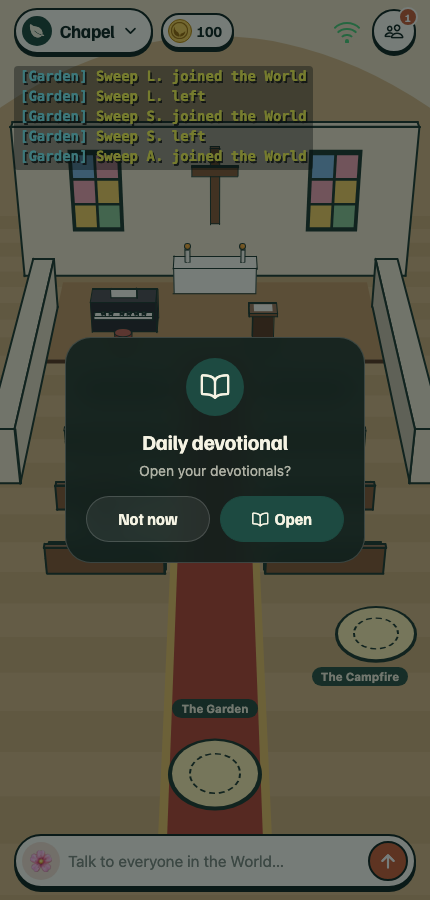 Chapel
100
1
[Garden] Sweep L. joined the World
[Garden] Sweep L. left
[Garden] Sweep S. joined the World
[Garden] Sweep S. left
[Garden] Sweep A. joined the World
Daily devotional
Open your devotionals?
Not now
Open
The Campfire
The Garden
Talk to everyone in the World...